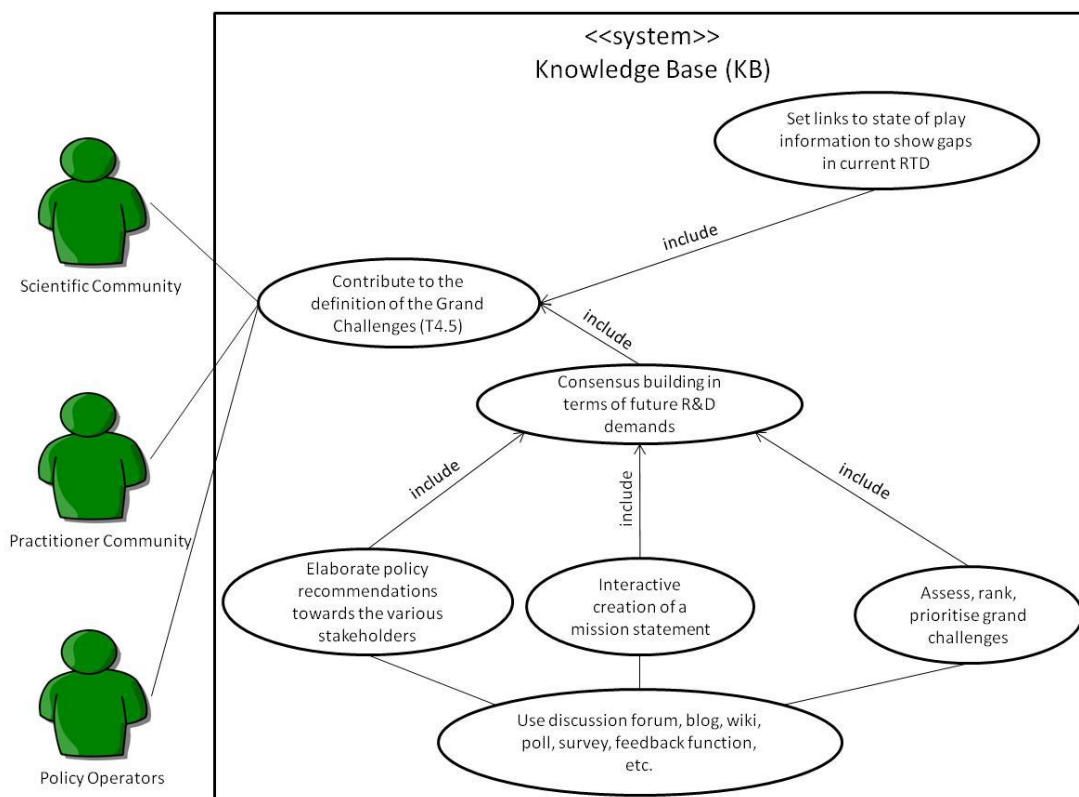 <<system>>
Knowledge Base (KB)
Set links to state of play
information to show gaps
in current RTD
include
Scientific Community
Contribute to the
definition of the Grand
Challenges (T4.5)
include
Consensus building in
terms of future R&D
demands
include
include
include
Practitioner Community
Elaborate policy
recommendations
towards the various
stakeholders
Interactive
creation of a
mission statement
Assess, rank,
prioritise grand
challenges
Use discussion forum, blog, wiki,
poll, survey, feedback function,
etc.
Policy Operators